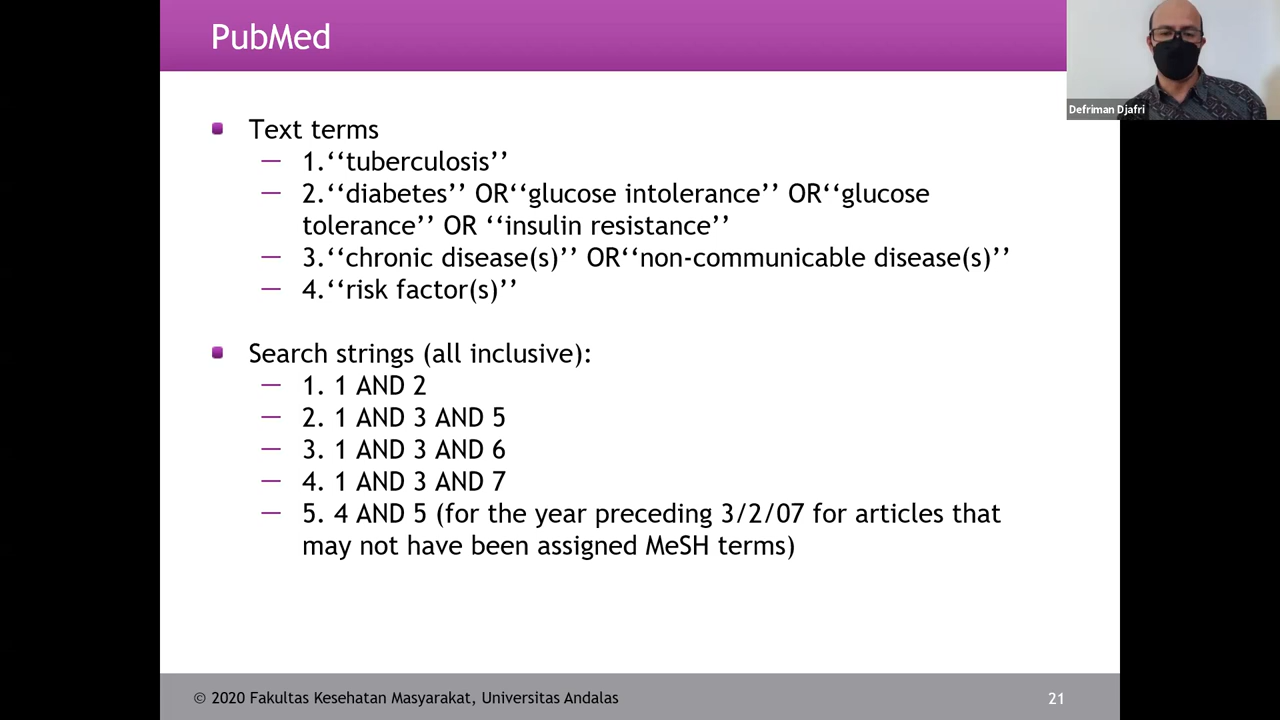 PubMed
Defriman Djafri
Text terms
1.‘‘tuberculosis’’
2.‘‘diabetes’’ OR‘‘glucose intolerance’’ OR‘‘glucose
tolerance’’ OR ‘‘insulin resistance’’
3.‘‘chronic disease(s)’’ OR‘‘non-communicable disease(s)’’
4.‘‘risk factor(s)’’
Search strings (all inclusive):
1. 1 AND 2
2. 1 AND 3 AND 5
3. 1 AND 3 AND 6
4. 1 AND 3 AND 7
5. 4 AND 5 (for the year preceding 3/2/07 for articles that
may not have been assigned MeSH terms)
© 2020 Fakultas Kesehatan Masyarakat, Universitas Andalas
21